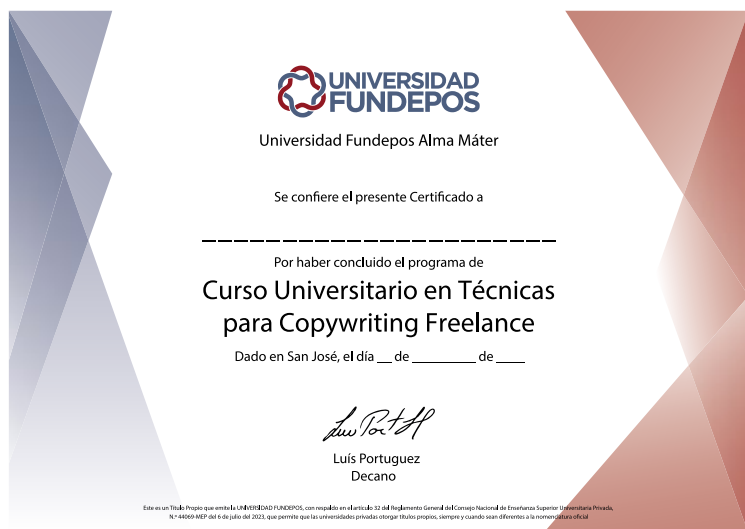 UNIVERSIDAD
FUNDEPOS
Universidad Fundepos Alma Máter
Se confiere el presente Certificado a
Por haber concluido el programa de
Curso Universitario en Técnicas
para Copywriting Freelance
Dado en San José, el día __ de ________ de ____
Luís Portuguez
Decano
Este es un Título Propio que emite la UNIVERSIDAD FUNDEPOS, con respaldo en el artículo 32 del Reglamento General del Consejo Nacional de Enseñanza Superior Universitaria Privada,
N.º 44069-MEP del 6 de julio del 2023, que permite que las universidades privadas otorgar títulos propios, siempre y cuando sean diferentes a la nomenclatura oficial